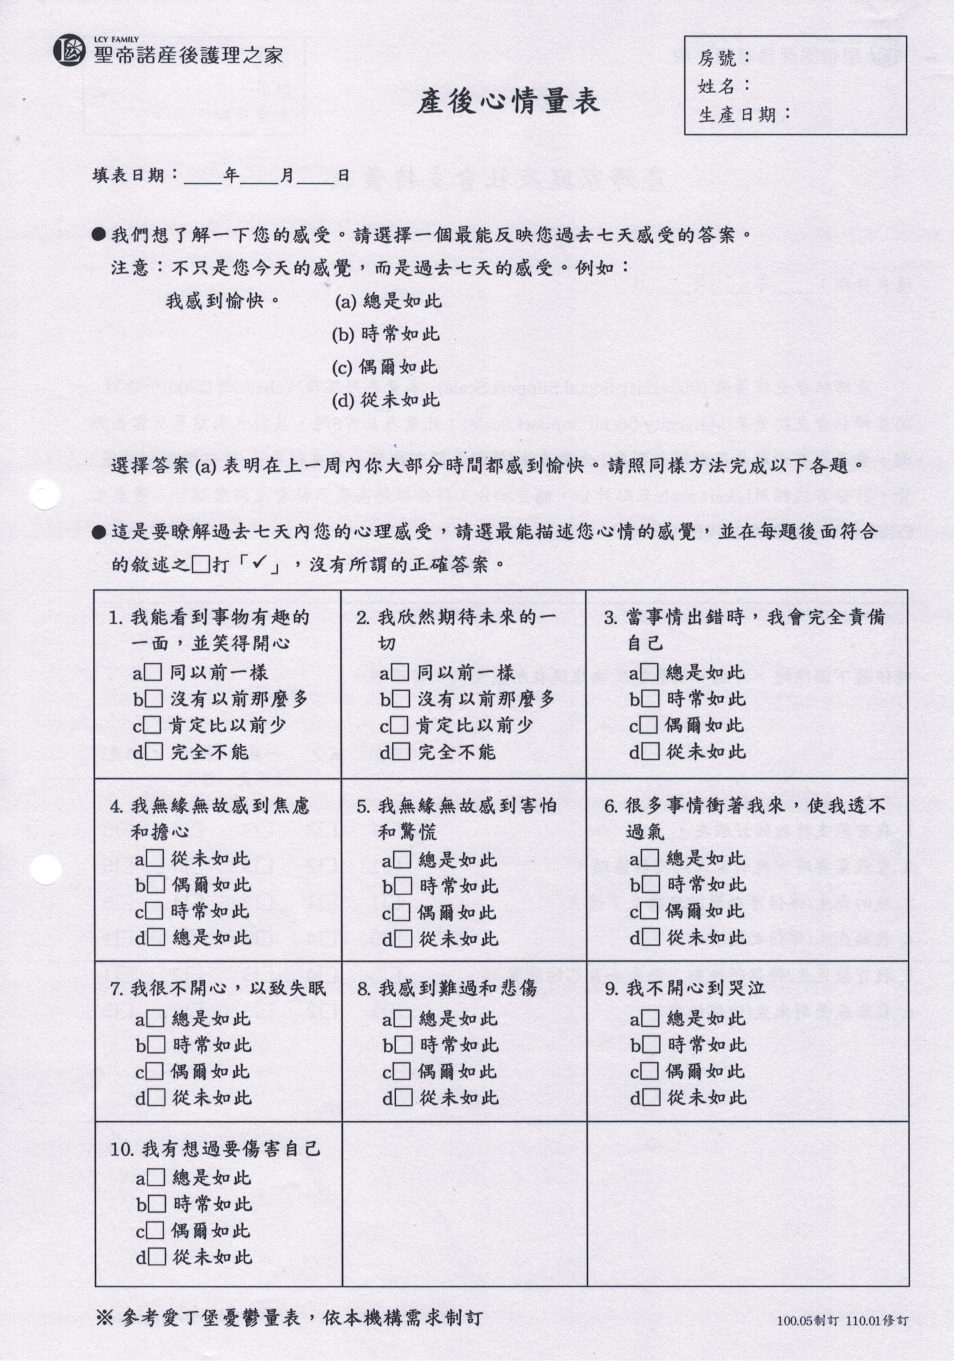 LCY FAMILY
聖帝諾産後護理之家
房號：
姓名：
生產日期：
產後心情量表
填表日期：____年____月____日
●我們想了解一下您的感受。請選擇一個最能反映您過去七天感受的答案。
注意：不只是您今天的感覺，而是過去七天的感受。例如：
我感到愉快。 (a) 總是如此
(b) 時常如此
(c) 偶爾如此
(d) 從未如此
選擇答案 (a) 表明在上一周內你大部分時間都感到愉快。請照同樣方法完成以下各題。
●這是要瞭解過去七天內您的心理感受，請選最能描述您心情的感覺，並在每題後面符合
的敘述之□打「✓」，沒有所謂的正確答案。
1. 我能看到事物有趣的
一面，並笑得開心
a□ 同以前一樣
b□ 沒有以前那麼多
c□ 肯定比以前少
d□ 完全不能
2. 我欣然期待未來的一
切
a□ 同以前一樣
b□ 沒有以前那麼多
c□ 肯定比以前少
d□ 完全不能
3. 當事情出錯時，我會完全責備
自己
a□ 總是如此
b□ 時常如此
c□ 偶爾如此
d□ 從未如此
4. 我無緣無故感到焦慮
和擔心
a□ 從未如此
b□ 偶爾如此
c□ 時常如此
d□ 總是如此
5. 我無緣無故感到害怕
和驚慌
a□ 總是如此
b□ 時常如此
c□ 偶爾如此
d□ 從未如此
6. 很多事情衝著我來，使我透不
過氣
a□ 總是如此
b□ 時常如此
c□ 偶爾如此
d□ 從未如此
7. 我很不開心，以致失眠
a□ 總是如此
b□ 時常如此
c□ 偶爾如此
d□ 從未如此
8. 我感到難過和悲傷
a□ 總是如此
b□ 時常如此
c□ 偶爾如此
d□ 從未如此
9. 我不開心到哭泣
a□ 總是如此
b□ 時常如此
c□ 偶爾如此
d□ 從未如此
10. 我有想過要傷害自己
a□ 總是如此
b□ 時常如此
c□ 偶爾如此
d□ 從未如此
※ 參考愛丁堡憂鬱量表，依本機構需求制訂
100.05制訂 110.01修訂